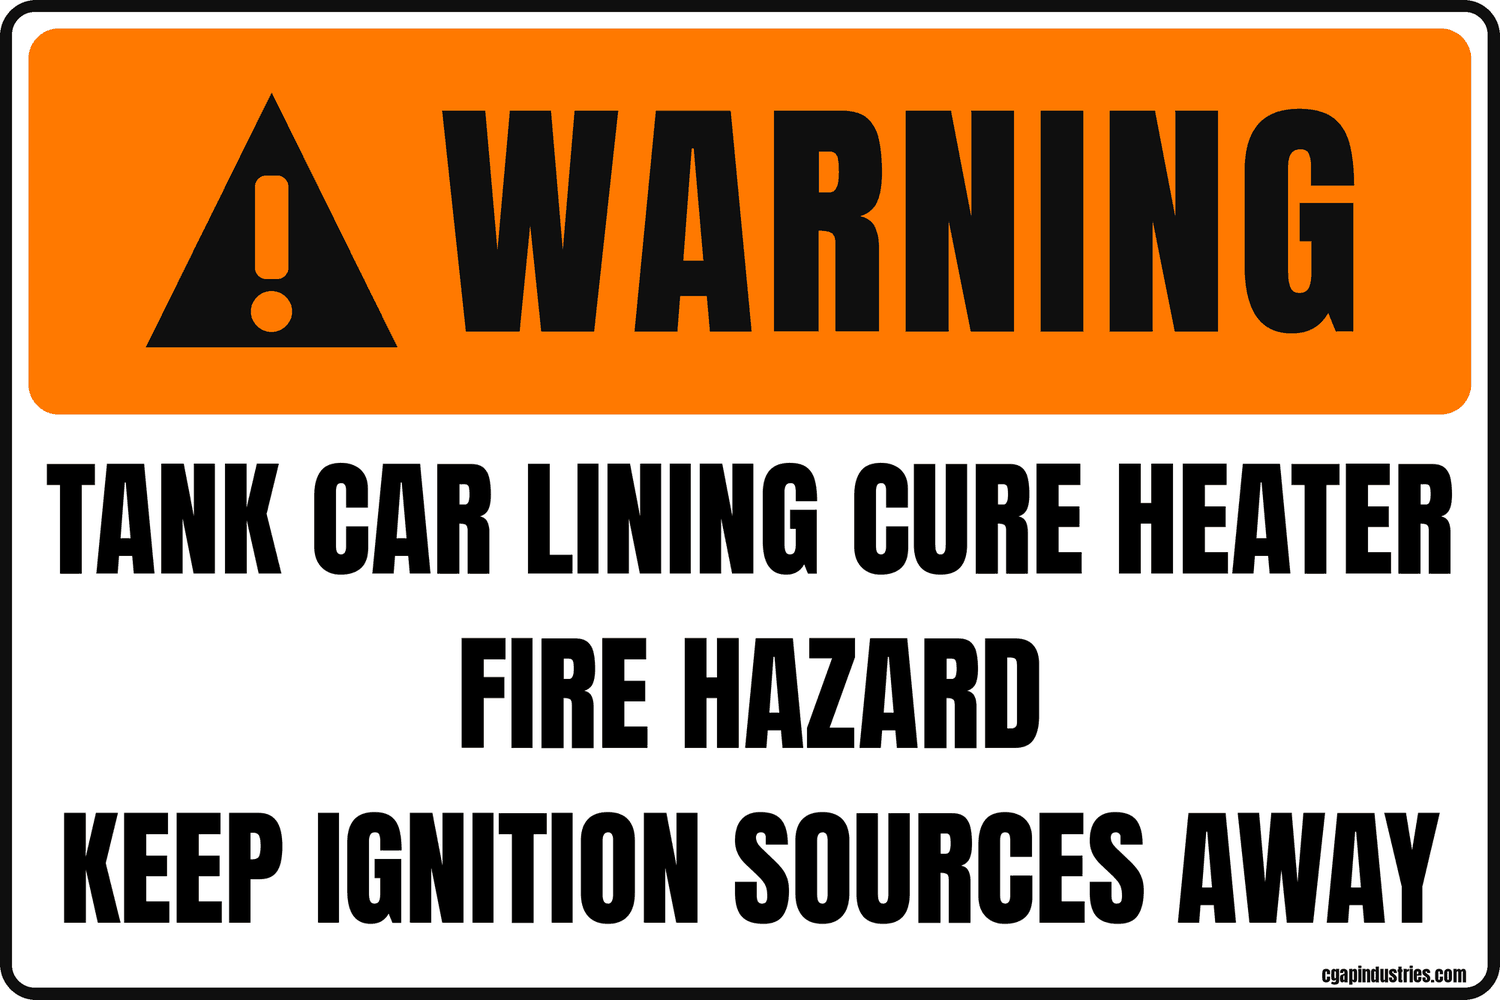 WARNING
TANK CAR LINING CURE HEATER
FIRE HAZARD
KEEP IGNITION SOURCES AWAY
cgapindustries.com